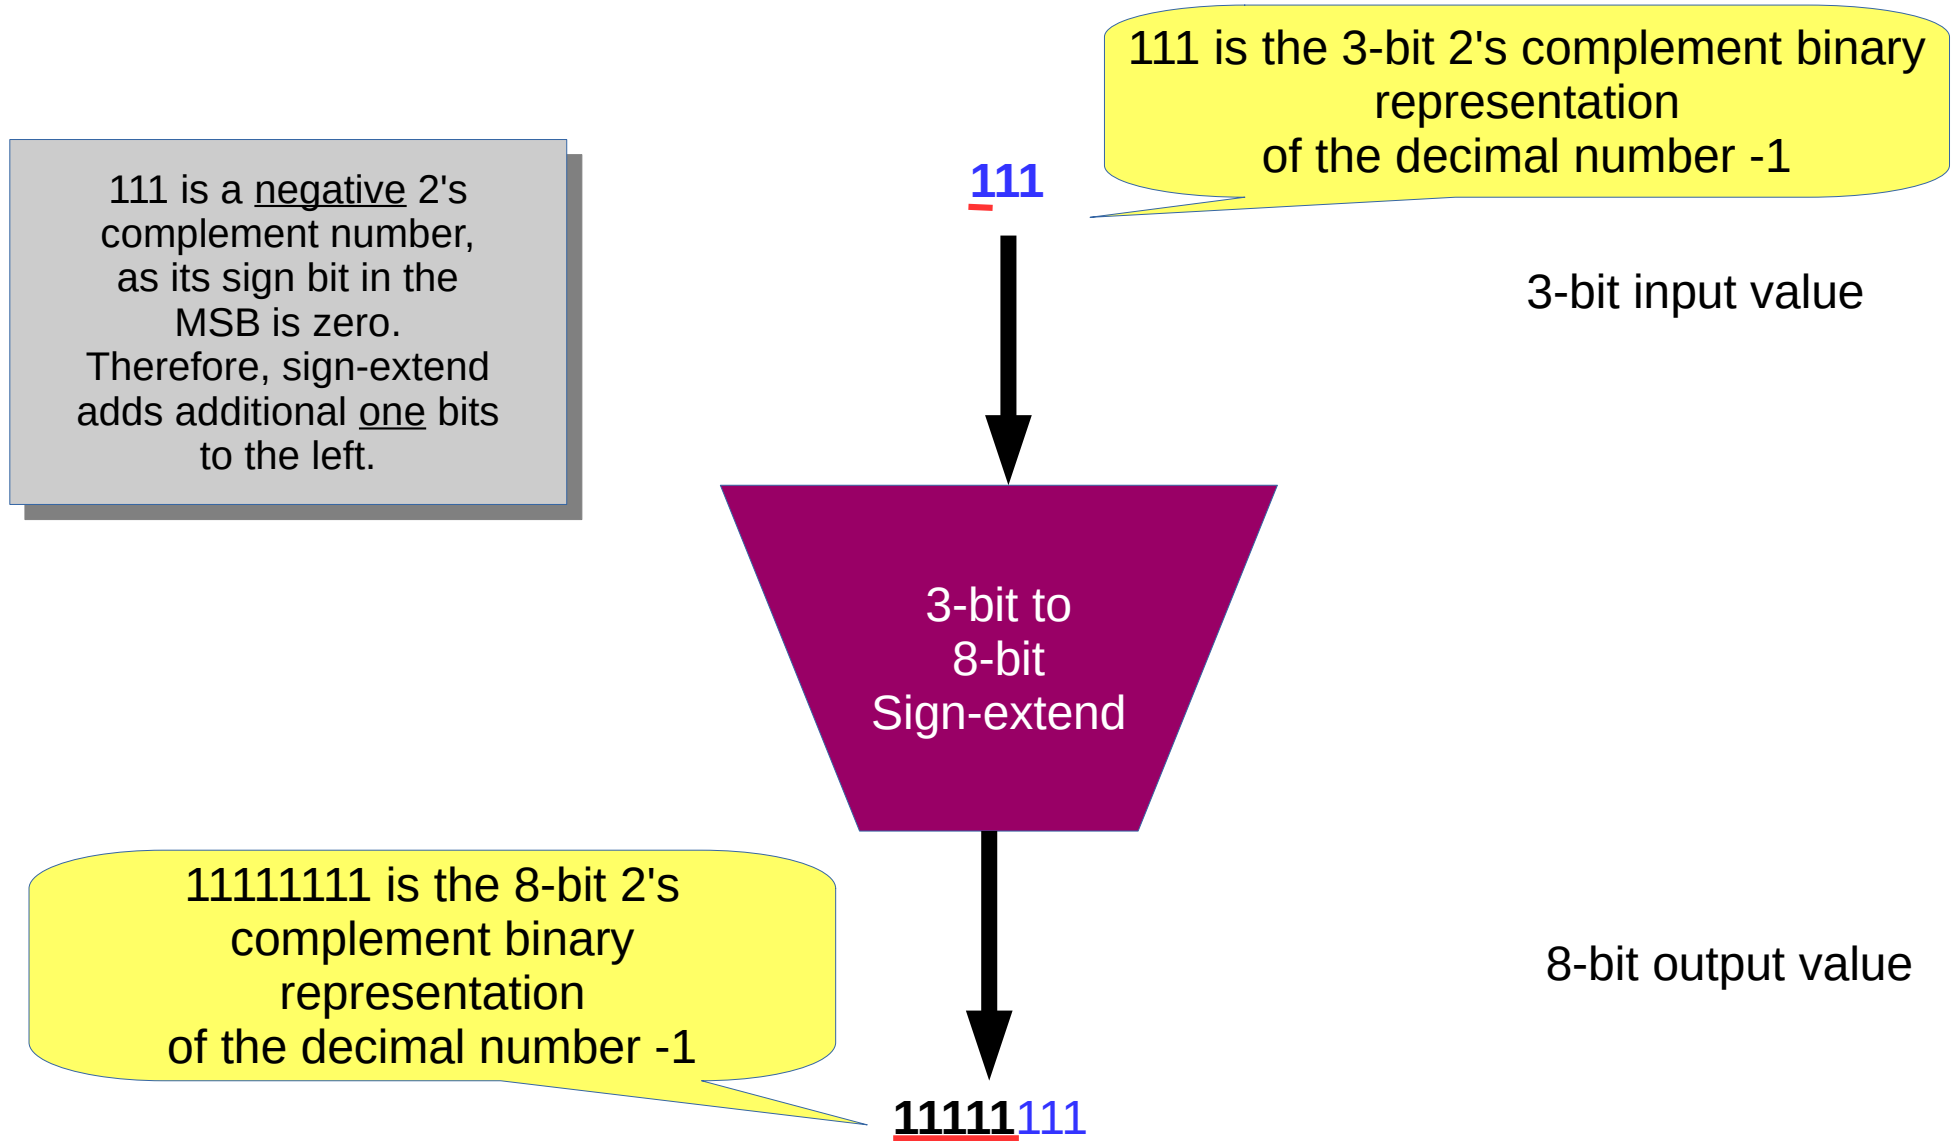 111 is the 3-bit 2's complement binary
representation
of the decimal number -1
111
111 is a negative 2's
complement number,
as its sign bit in the
MSB is zero.
Therefore, sign-extend
adds additional one bits
to the left.
3-bit input value
3-bit to
8-bit
Sign-extend
11111111 is the 8-bit 2's
complement binary
representation
of the decimal number -1
8-bit output value
11111111